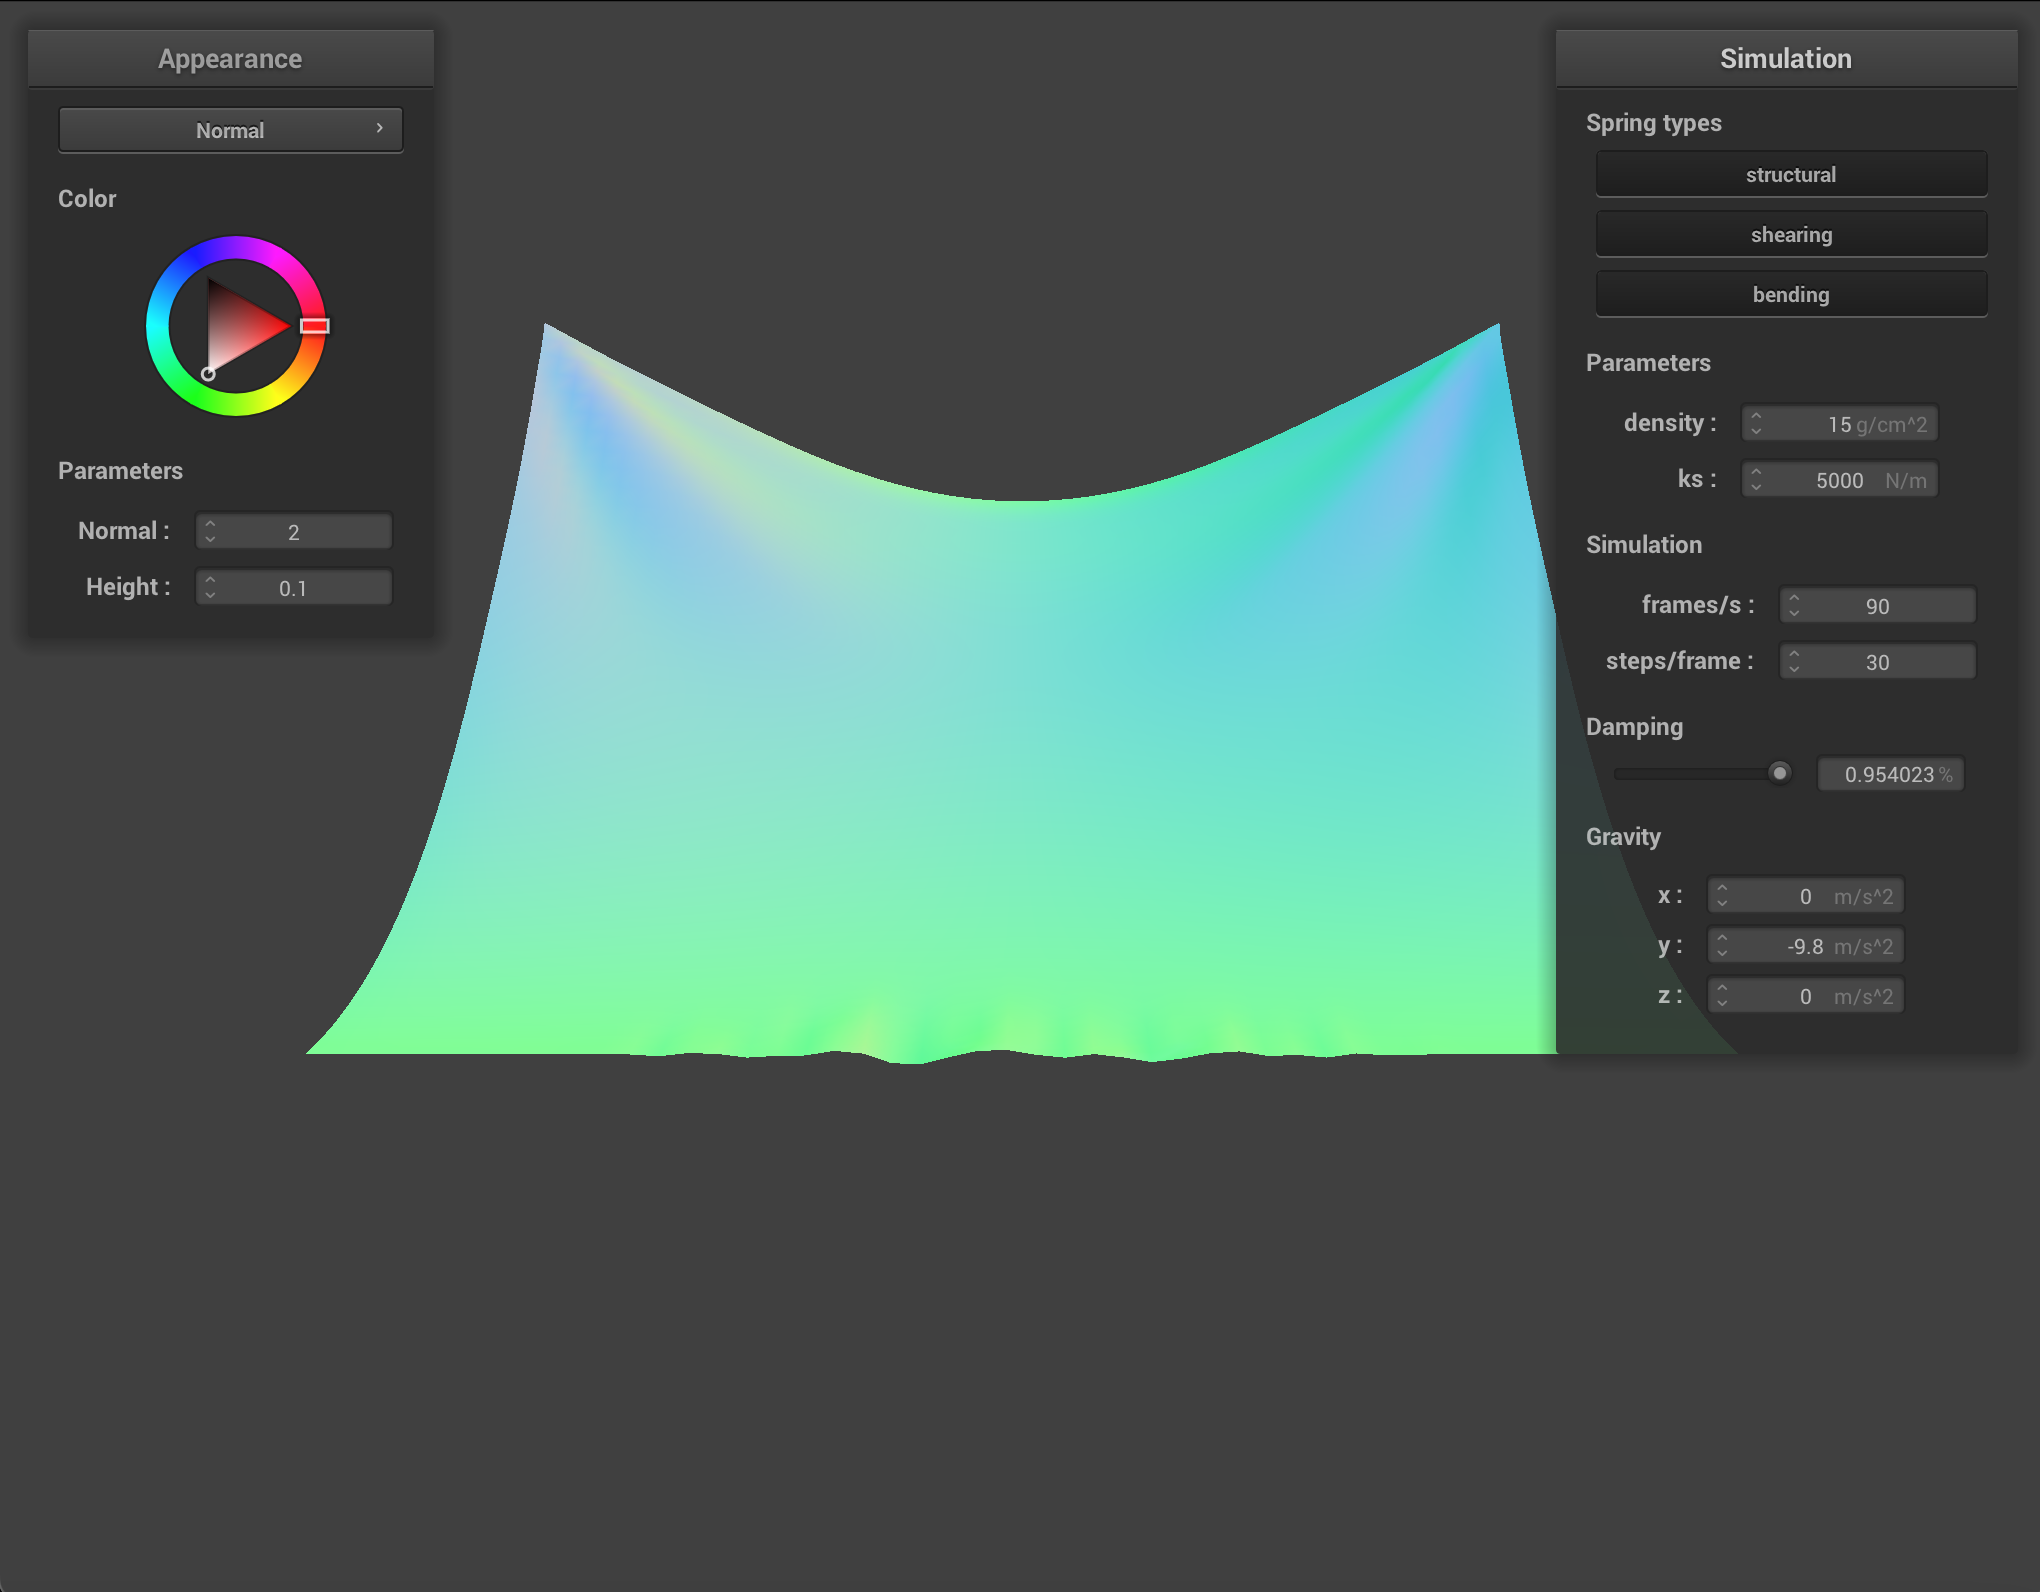 Appearance
Normal
Color
Parameters
Normal : 2
Height : 0.1
Simulation
Spring types
structural
shearing
bending
Parameters
density : 15 g/cm^2
ks : 5000 N/m
Simulation
frames/s : 90
steps/frame : 30
Damping
0.954023 %
Gravity
x : 0 m/s^2
y : -9.8 m/s^2
z : 0 m/s^2